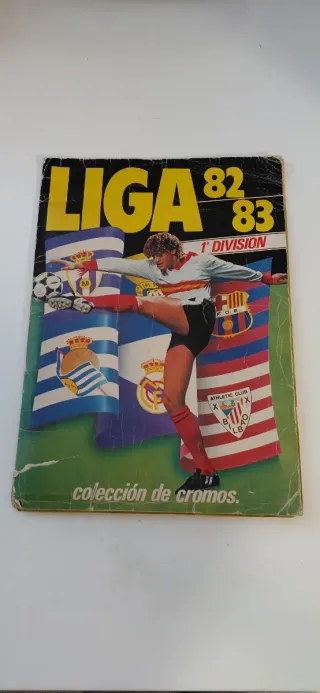 LIGA 82
83
1ª DIVISION
F C B
ATHLETIC CLUB
BILBAO
colección de cromos.